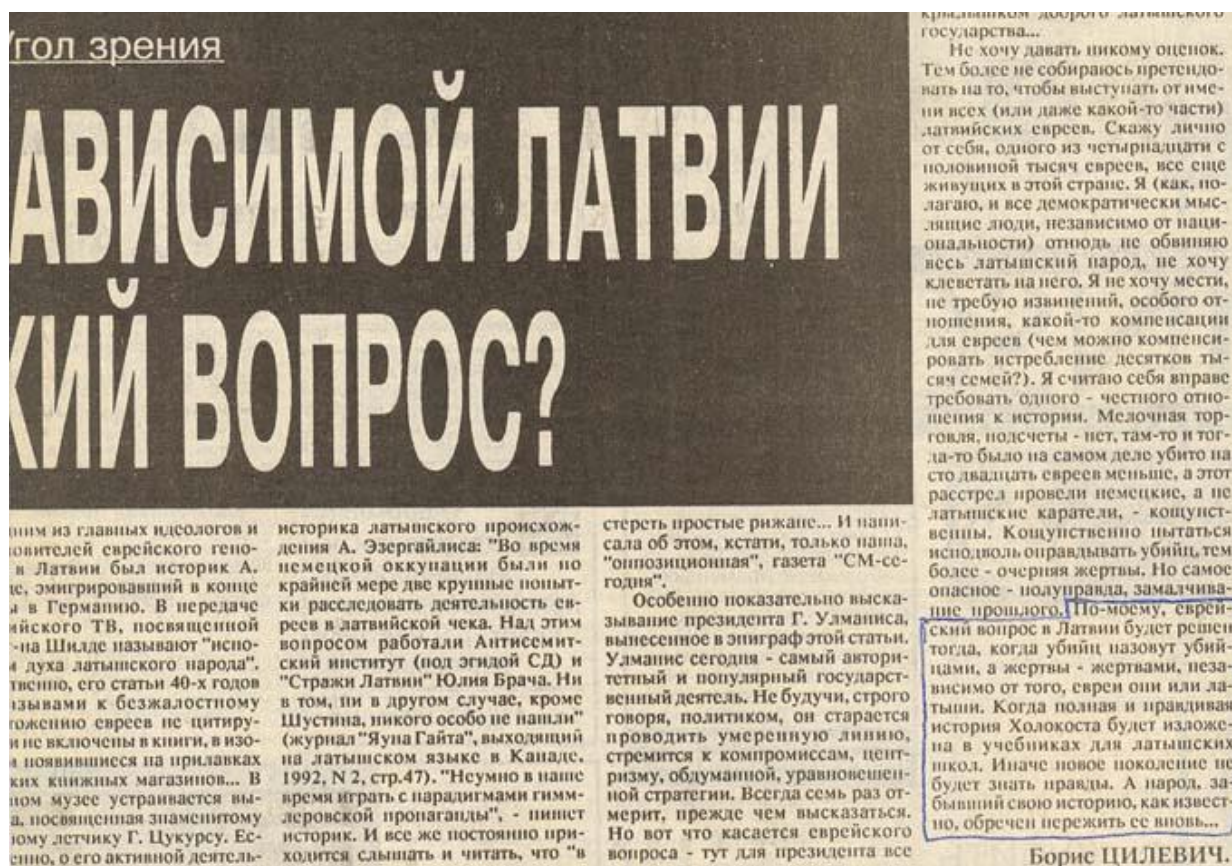 Угол зрения
АВИСИМОЙ ЛАТВИИ
КИЙ ВОПРОС?
ним из главных идеологов и
овителей еврейского гено-
в Латвии был историк А.
де, эмигрировавший в конце
ы в Германию. В передаче
ийского ТВ, посвященной
-на Шилде называют "испо-
м духа латышского народа".
твенно, его статьи 40-х годов
изывами к безжалостному
тожению евреев не цитиру-
и не включены в книги, в изо-
и появившиеся на прилавках
ких книжных магазинов... В
ном музее устраивается вы-
а, посвященная знаменитому
ному летчику Г. Цукурсу. Ес-
енно, о его активной деятель-
историка латышского происхож-
дения А. Эзергайлиса: "Во время
немецкой оккупации были по
крайней мере две крупные попыт-
ки расследовать деятельность ев-
реев в латвийской чека. Над этим
вопросом работали Антисемит-
ский институт (под эгидой СД) и
"Стражи Латвии" Юлия Брача. Ни
в том, ни в другом случае, кроме
Шустина, никого особо не нашли"
(журнал "Яуна Гайта", выходящий
на латышском языке в Канаде.
1992, N 2, стр.47). "Неумно в наше
время играть с парадигмами гимм-
леровской пропаганды", - пишет
историк. И все же постоянно при-
ходится слышать и читать, что "в
стереть простые рижане... И напи-
сала об этом, кстати, только наша,
"оппозиционная", газета "СМ-се-
годня".
Особенно показательно выска-
зывание президента Г. Улманиса,
вынесенное в эпиграф этой статьи.
Улманис сегодня - самый автори-
тетный и популярный государст-
венный деятель. Не будучи, строго
говоря, политиком, он старается
проводить умеренную линию,
стремится к компромиссам, цент-
ризму, обдуманной, уравновешен-
ной стратегии. Всегда семь раз от-
мерит, прежде чем высказаться.
Но вот что касается еврейского
вопроса - тут для президента все
крылышком доброго латышского
государства...
Не хочу давать никому оценок.
Тем более не собираюсь претендо-
вать на то, чтобы выступать от име-
ни всех (или даже какой-то части)
латвийских евреев. Скажу лично
от себя, одного из четырнадцати с
половиной тысяч евреев, все еще
живущих в этой стране. Я (как, по-
лагаю, и все демократически мыс-
лящие люди, независимо от наци-
ональности) отнюдь не обвиняю
весь латышский народ, не хочу
клеветать на него. Я не хочу мести,
не требую извинений, особого от-
ношения, какой-то компенсации
для евреев (чем можно компенси-
ровать истребление десятков ты-
сяч семей?). Я считаю себя вправе
требовать одного - честного отно-
шения к истории. Мелочная тор-
говля, подсчеты - нет, там-то и тог-
да-то было на самом деле убито на
сто двадцать евреев меньше, а этот
расстрел провели немецкие, а не
латышские каратели, - кощунст-
венны. Кощунственно пытаться
исподволь оправдывать убийц, тем
более - очерняя жертвы. Но самое
опасное - полуправда, замалчива-
ние прошлого. По-моему, еврей
ский вопрос в Латвии будет решен
тогда, когда убийц назовут убий-
цами, а жертвы - жертвами, неза-
висимо от того, евреи они или ла-
тыши. Когда полная и правдивая
история Холокоста будет изложе-
на в учебниках для латышских
школ. Иначе новое поколение не
будет знать правды. А народ, за-
бывший свою историю, как извест-
но, обречен пережить ее вновь...
Борис ЦИЛЕВИЧ